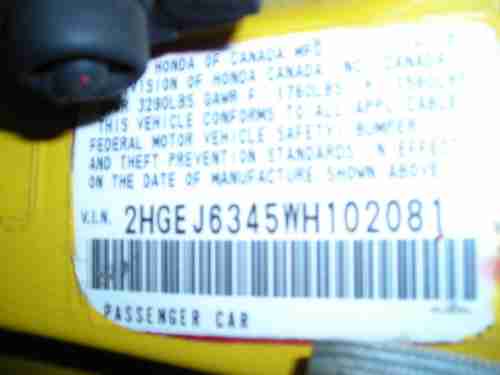 HONDA OF CANADA MFG
DIVISION OF HONDA CANADA, INC. CANADA
3280LBS GAWR F 1760LBS R 1580LBS
THIS VEHICLE CONFORMS TO ALL APPLICABLE
FEDERAL MOTOR VEHICLE SAFETY, BUMPER
AND THEFT PREVENTION STANDARDS IN EFFECT
ON THE DATE OF MANUFACTURE SHOWN ABOVE
V.I.N. 2HGEJ6345WH102081
PASSENGER CAR